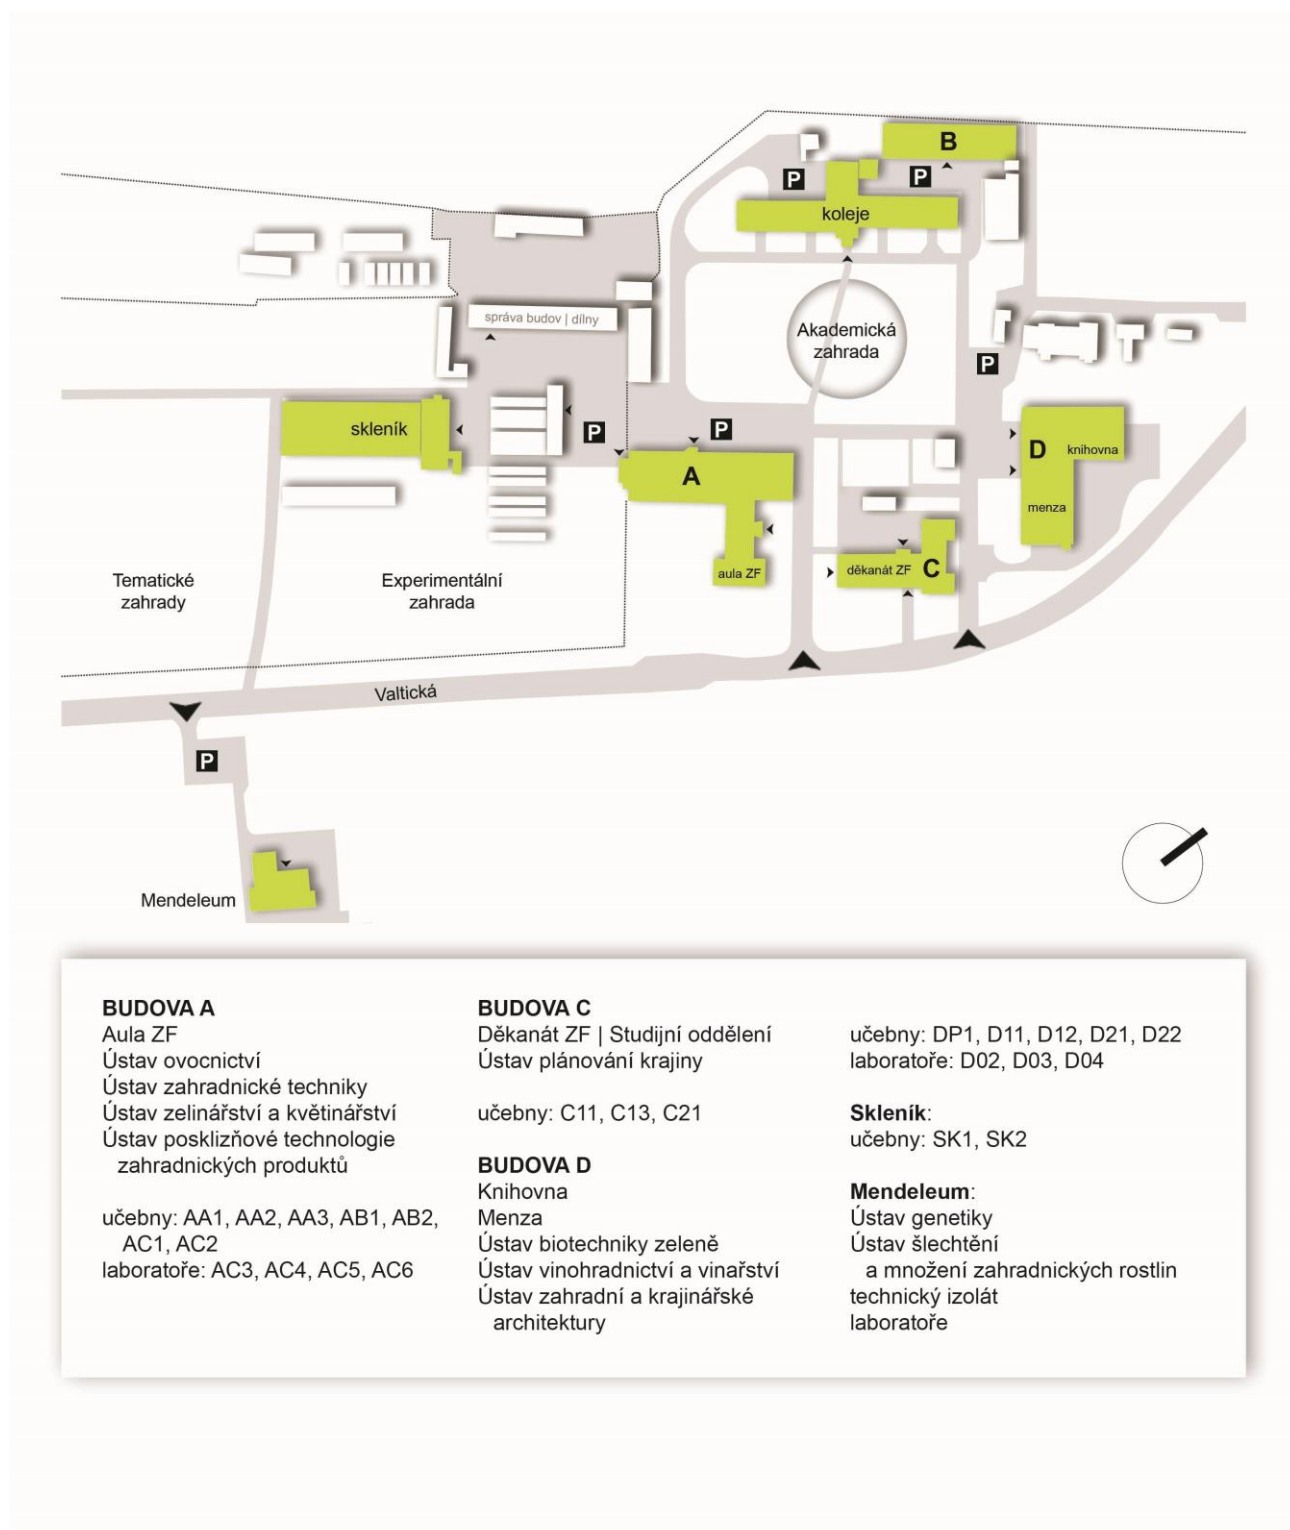 B
P
P
koleje
správa budov | dílny
Akademická
zahrada
P
skleník
P
P
A
D
knihovna
menza
aula ZF
děkanát ZF
C
Tematické
zahrady
Experimentální
zahrada
Valtická
P
Mendeleum
BUDOVA A
Aula ZF
Ústav ovocnictví
Ústav zahradnické techniky
Ústav zelinářství a květinářství
Ústav posklizňové technologie
zahradnických produktů
učebny: AA1, AA2, AA3, AB1, AB2,
AC1, AC2
laboratoře: AC3, AC4, AC5, AC6
BUDOVA C
Děkanát ZF | Studijní oddělení
Ústav plánování krajiny
učebny: C11, C13, C21
BUDOVA D
Knihovna
Menza
Ústav biotechniky zeleně
Ústav vinohradnictví a vinařství
Ústav zahradní a krajinářské
architektury
učebny: DP1, D11, D12, D21, D22
laboratoře: D02, D03, D04
Skleník:
učebny: SK1, SK2
Mendeleum:
Ústav genetiky
Ústav šlechtění
a množení zahradnických rostlin
technický izolát
laboratoře